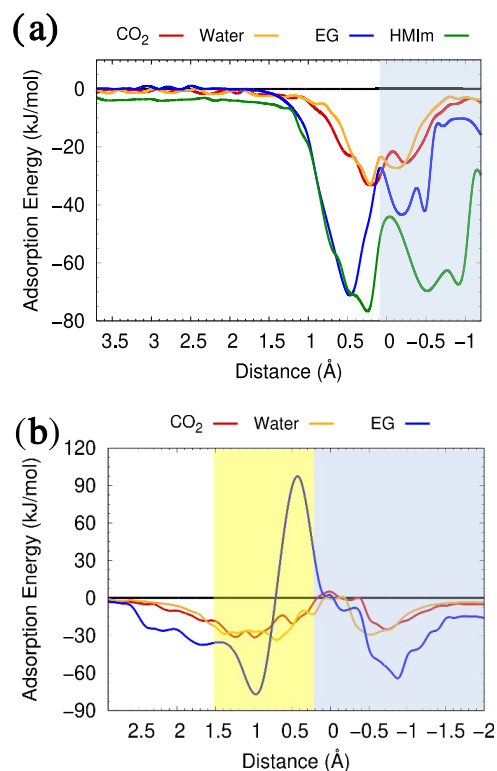 (a)
CO2 Water EG HMIm
Adsorption Energy (kJ/mol)
0
−20
−40
−60
−80
3.5 3 2.5 2 1.5 1 0.5 0 −0.5 −1
Distance (Å)
(b)
CO2 Water EG
Adsorption Energy (kJ/mol)
120
90
60
30
0
−30
−60
−90
2.5 2 1.5 1 0.5 0 −0.5 −1 −1.5 −2
Distance (Å)